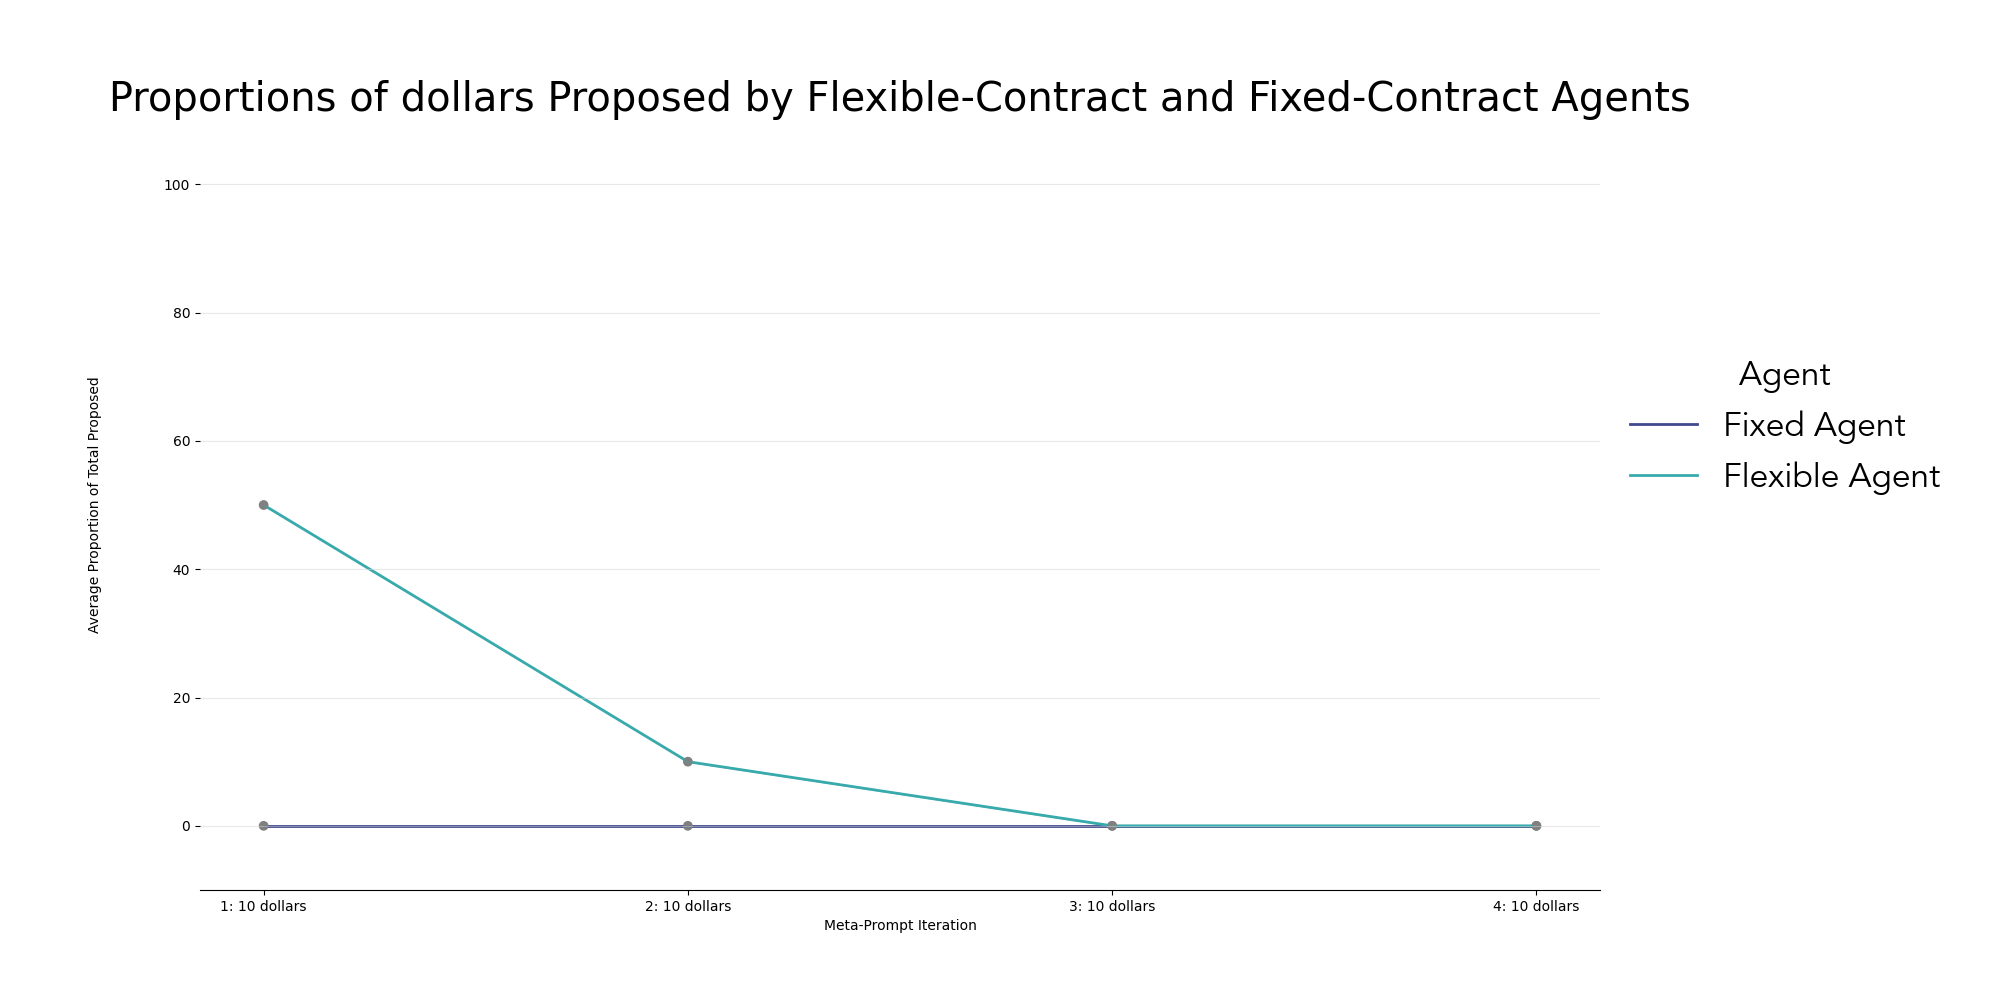 Proportions of dollars Proposed by Flexible-Contract and Fixed-Contract Agents
100
80
60
40
20
0
Average Proportion of Total Proposed
1: 10 dollars
2: 10 dollars
3: 10 dollars
4: 10 dollars
Meta-Prompt Iteration
Agent
Fixed Agent
Flexible Agent